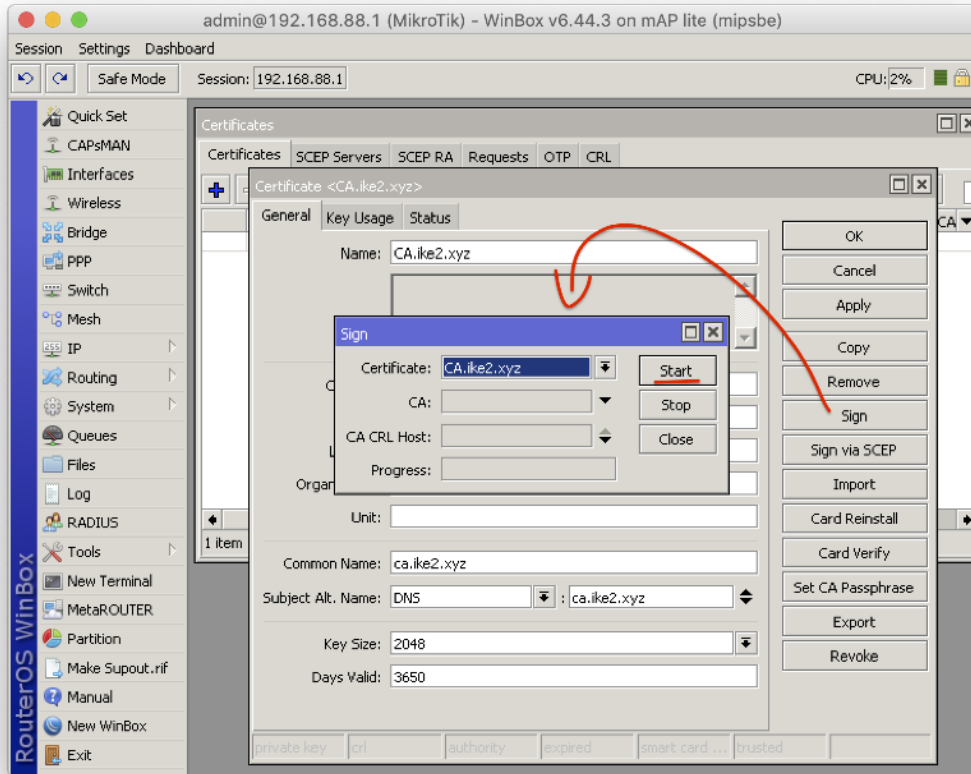 admin@192.168.88.1 (MikroTik) - WinBox v6.44.3 on mAP lite (mipsbe)
Session Settings Dashboard
Safe Mode Session: 192.168.88.1 CPU: 2%
Quick Set
CAPsMAN
Interfaces
Wireless
Bridge
PPP
Switch
Mesh
255 IP
Routing
System
Queues
Files
Log
RADIUS
Tools
New Terminal
MetaROUTER
Partition
Make Supout.rif
Manual
New WinBox
Exit
RouterOS WinBox
Certificates
Certificates SCEP Servers SCEP RA Requests OTP CRL
CA
1 item
Certificate <CA.ike2.xyz>
General Key Usage Status
Name: CA.ike2.xyz
Organ
Unit:
Common Name: ca.ike2.xyz
Subject Alt. Name: DNS : ca.ike2.xyz
Key Size: 2048
Days Valid: 3650
private key crl authority expired smart card ... trusted
OK
Cancel
Apply
Copy
Remove
Sign
Sign via SCEP
Import
Card Reinstall
Card Verify
Set CA Passphrase
Export
Revoke
Sign
Certificate: CA.ike2.xyz
CA:
CA CRL Host:
Progress:
Start
Stop
Close